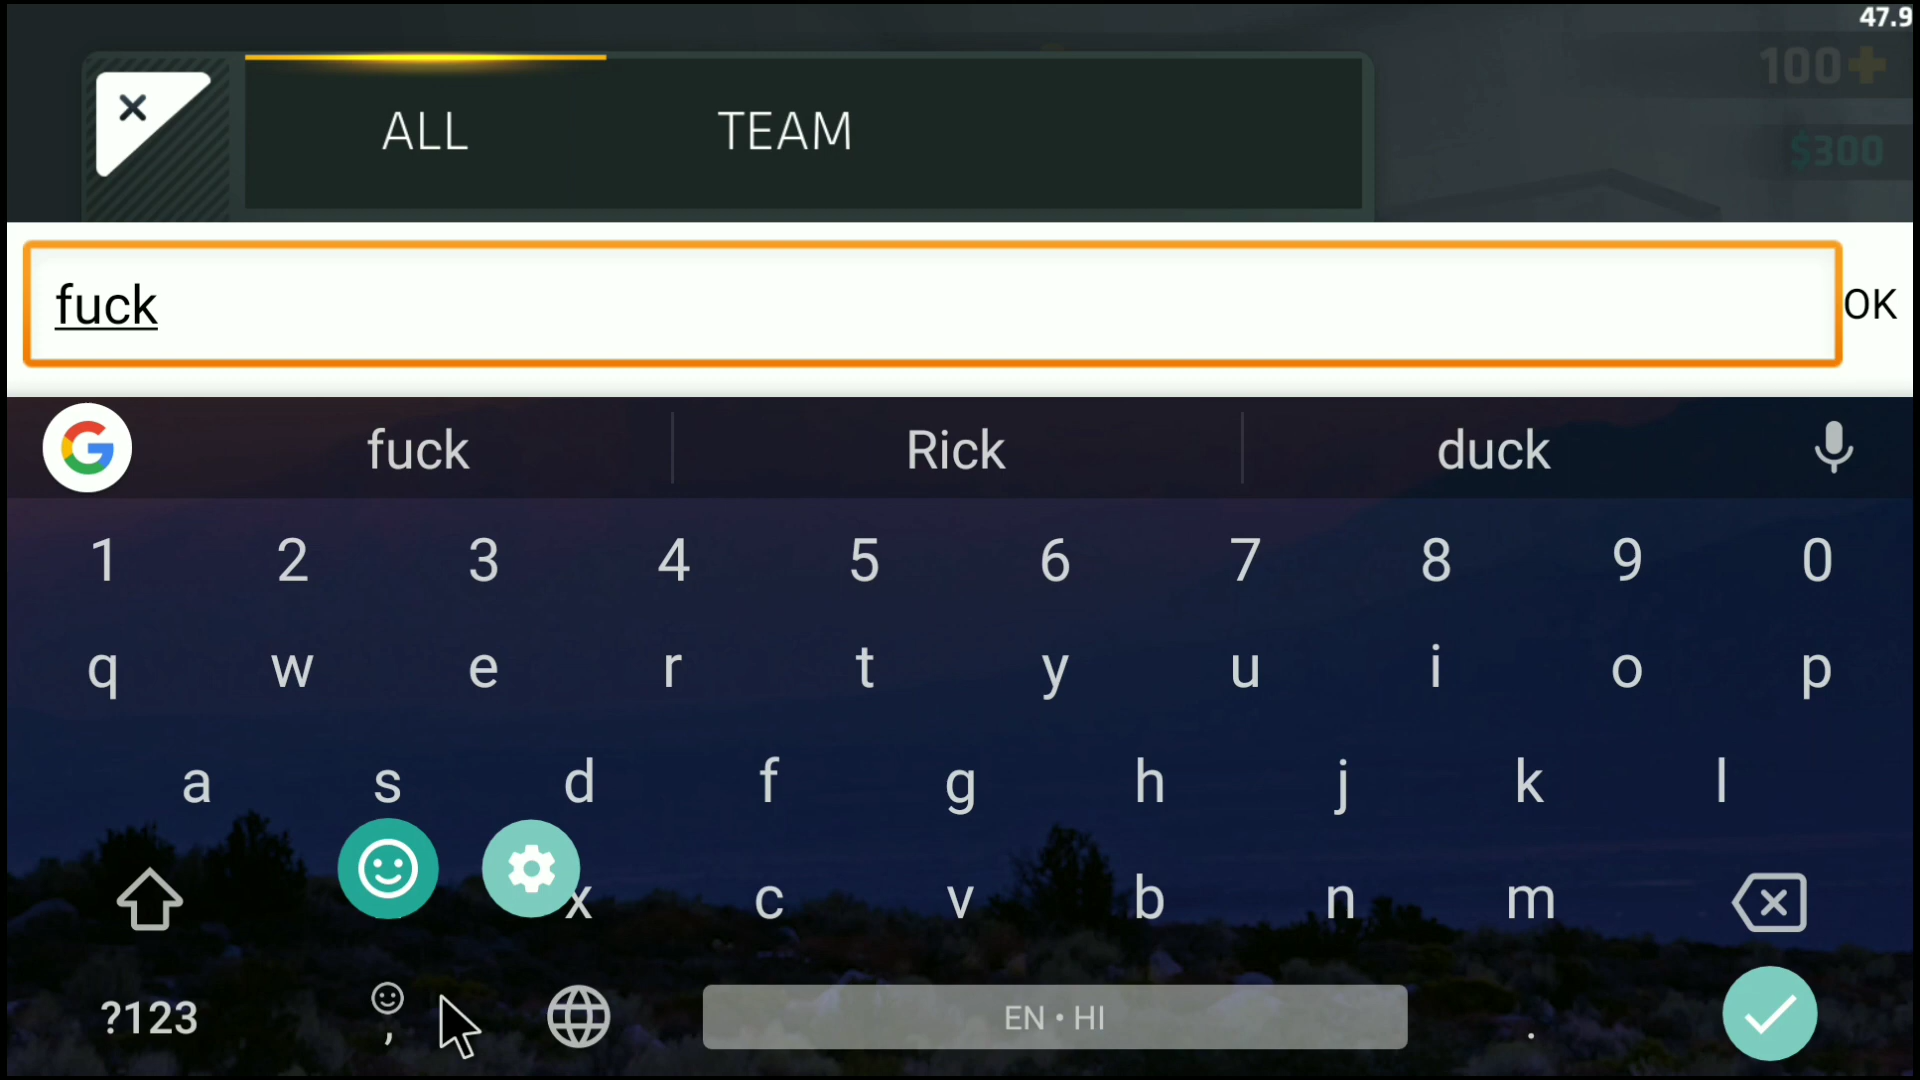 47.9
100+
ALL TEAM
$300
fuck OK
fuck Rick duck
1 2 3 4 5 6 7 8 9 0
q w e r t y u i o p
a s d f g h j k l
x c v b n m
?123 , EN • HI .